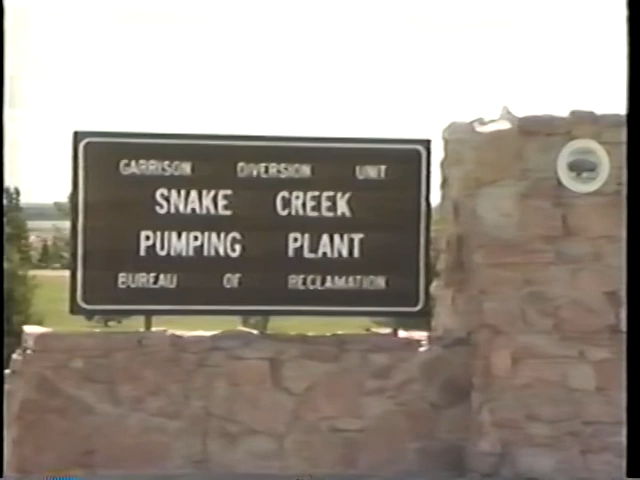 GARRISON DIVERSION UNIT
SNAKE CREEK
PUMPING PLANT
BUREAU OF RECLAMATION